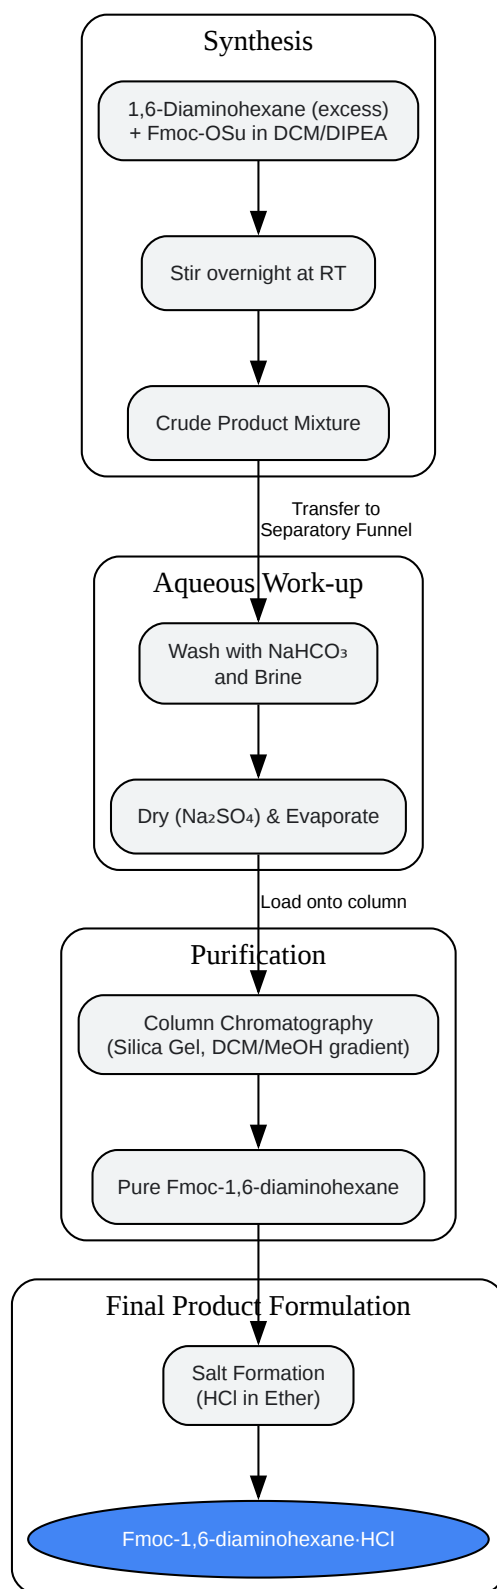 Synthesis
1,6-Diaminohexane (excess)
+ Fmoc-OSu in DCM/DIPEA
Stir overnight at RT
Crude Product Mixture
Transfer to
Separatory Funnel
Aqueous Work-up
Wash with NaHCO₃
and Brine
Dry (Na₂SO₄) & Evaporate
Load onto column
Purification
Column Chromatography
(Silica Gel, DCM/MeOH gradient)
Pure Fmoc-1,6-diaminohexane
Final Product Formulation
Salt Formation
(HCl in Ether)
Fmoc-1,6-diaminohexane·HCl